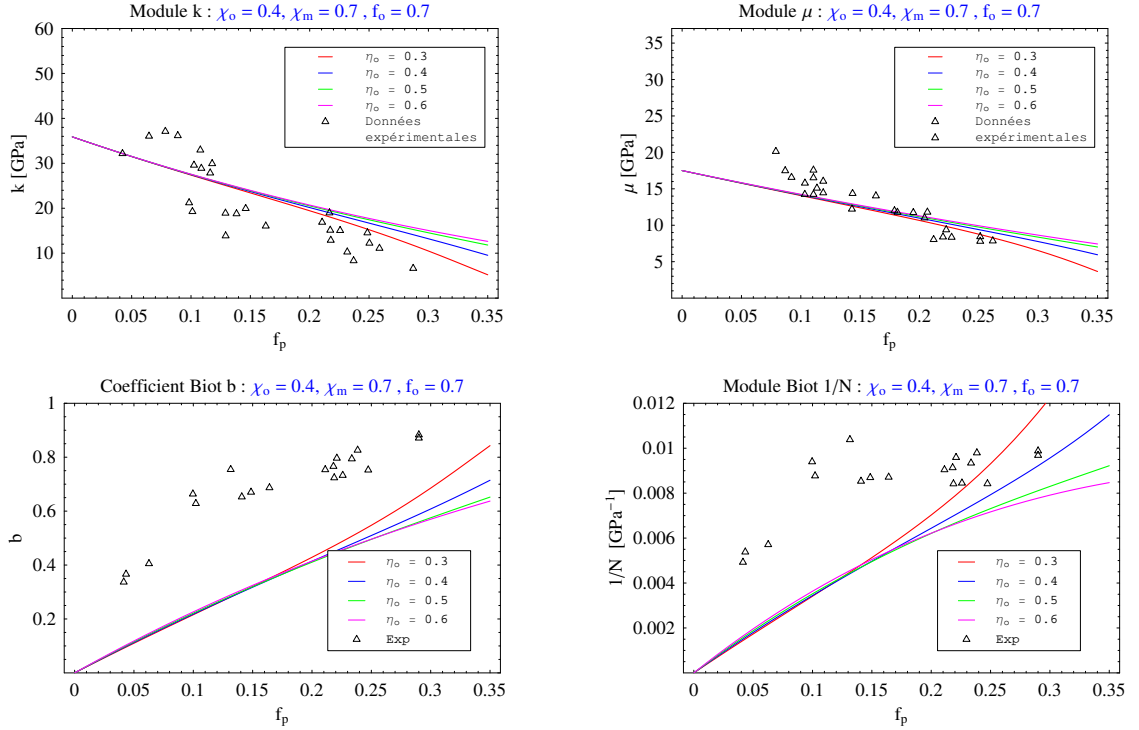 Module k : χo = 0.4, χm = 0.7 , fo = 0.7
60
50
40
30
20
10
k [GPa]
ηo = 0.3
ηo = 0.4
ηo = 0.5
ηo = 0.6
Données
expérimentales
0
0.05
0.1
0.15
0.2
0.25
0.3
0.35
fp
Module μ : χo = 0.4, χm = 0.7 , fo = 0.7
35
30
25
20
15
10
5
μ [GPa]
ηo = 0.3
ηo = 0.4
ηo = 0.5
ηo = 0.6
Données
expérimentales
0
0.05
0.1
0.15
0.2
0.25
0.3
0.35
fp
Coefficient Biot b : χo = 0.4, χm = 0.7 , fo = 0.7
1
0.8
0.6
0.4
0.2
b
ηo = 0.3
ηo = 0.4
ηo = 0.5
ηo = 0.6
Exp
0
0.05
0.1
0.15
0.2
0.25
0.3
0.35
fp
Module Biot 1/N : χo = 0.4, χm = 0.7 , fo = 0.7
0.012
0.01
0.008
0.006
0.004
0.002
1/N [GPa⁻¹]
ηo = 0.3
ηo = 0.4
ηo = 0.5
ηo = 0.6
Exp
0
0.05
0.1
0.15
0.2
0.25
0.3
0.35
fp